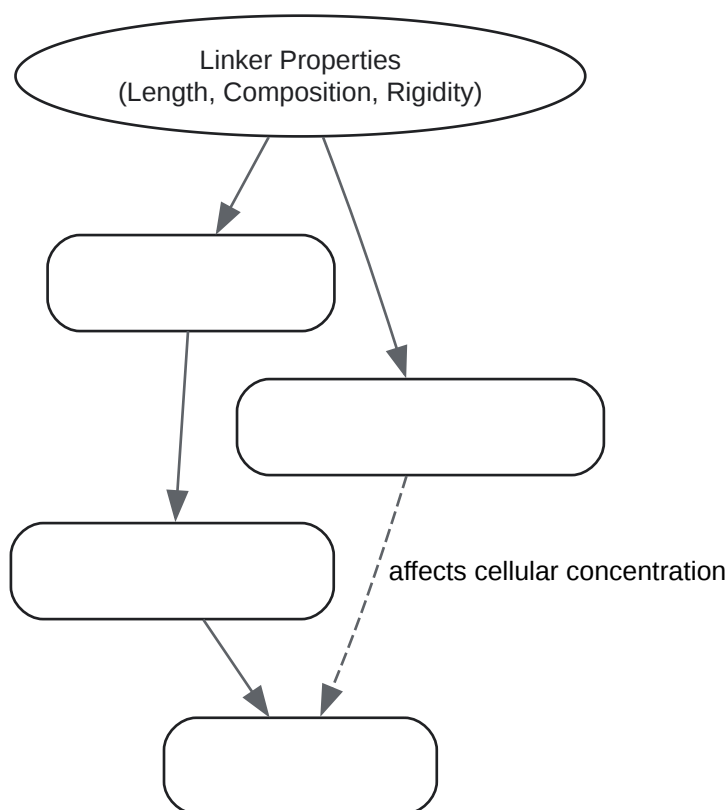 Linker Properties
(Length, Composition, Rigidity)
affects cellular concentration